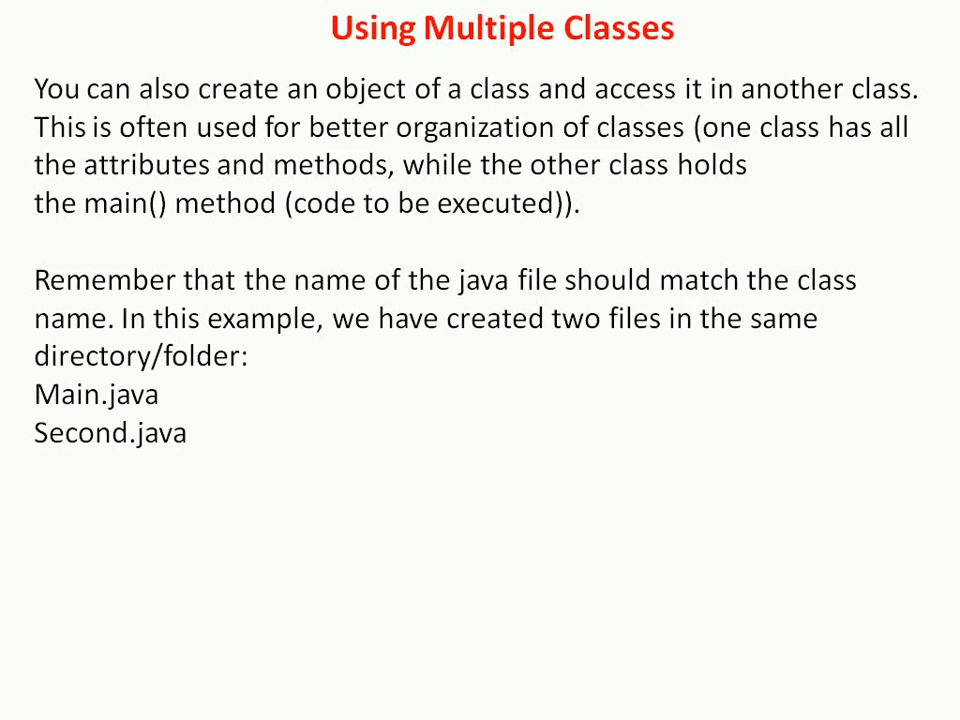 Using Multiple Classes
You can also create an object of a class and access it in another class.
This is often used for better organization of classes (one class has all
the attributes and methods, while the other class holds
the main() method (code to be executed)).
Remember that the name of the java file should match the class
name. In this example, we have created two files in the same
directory/folder:
Main.java
Second.java